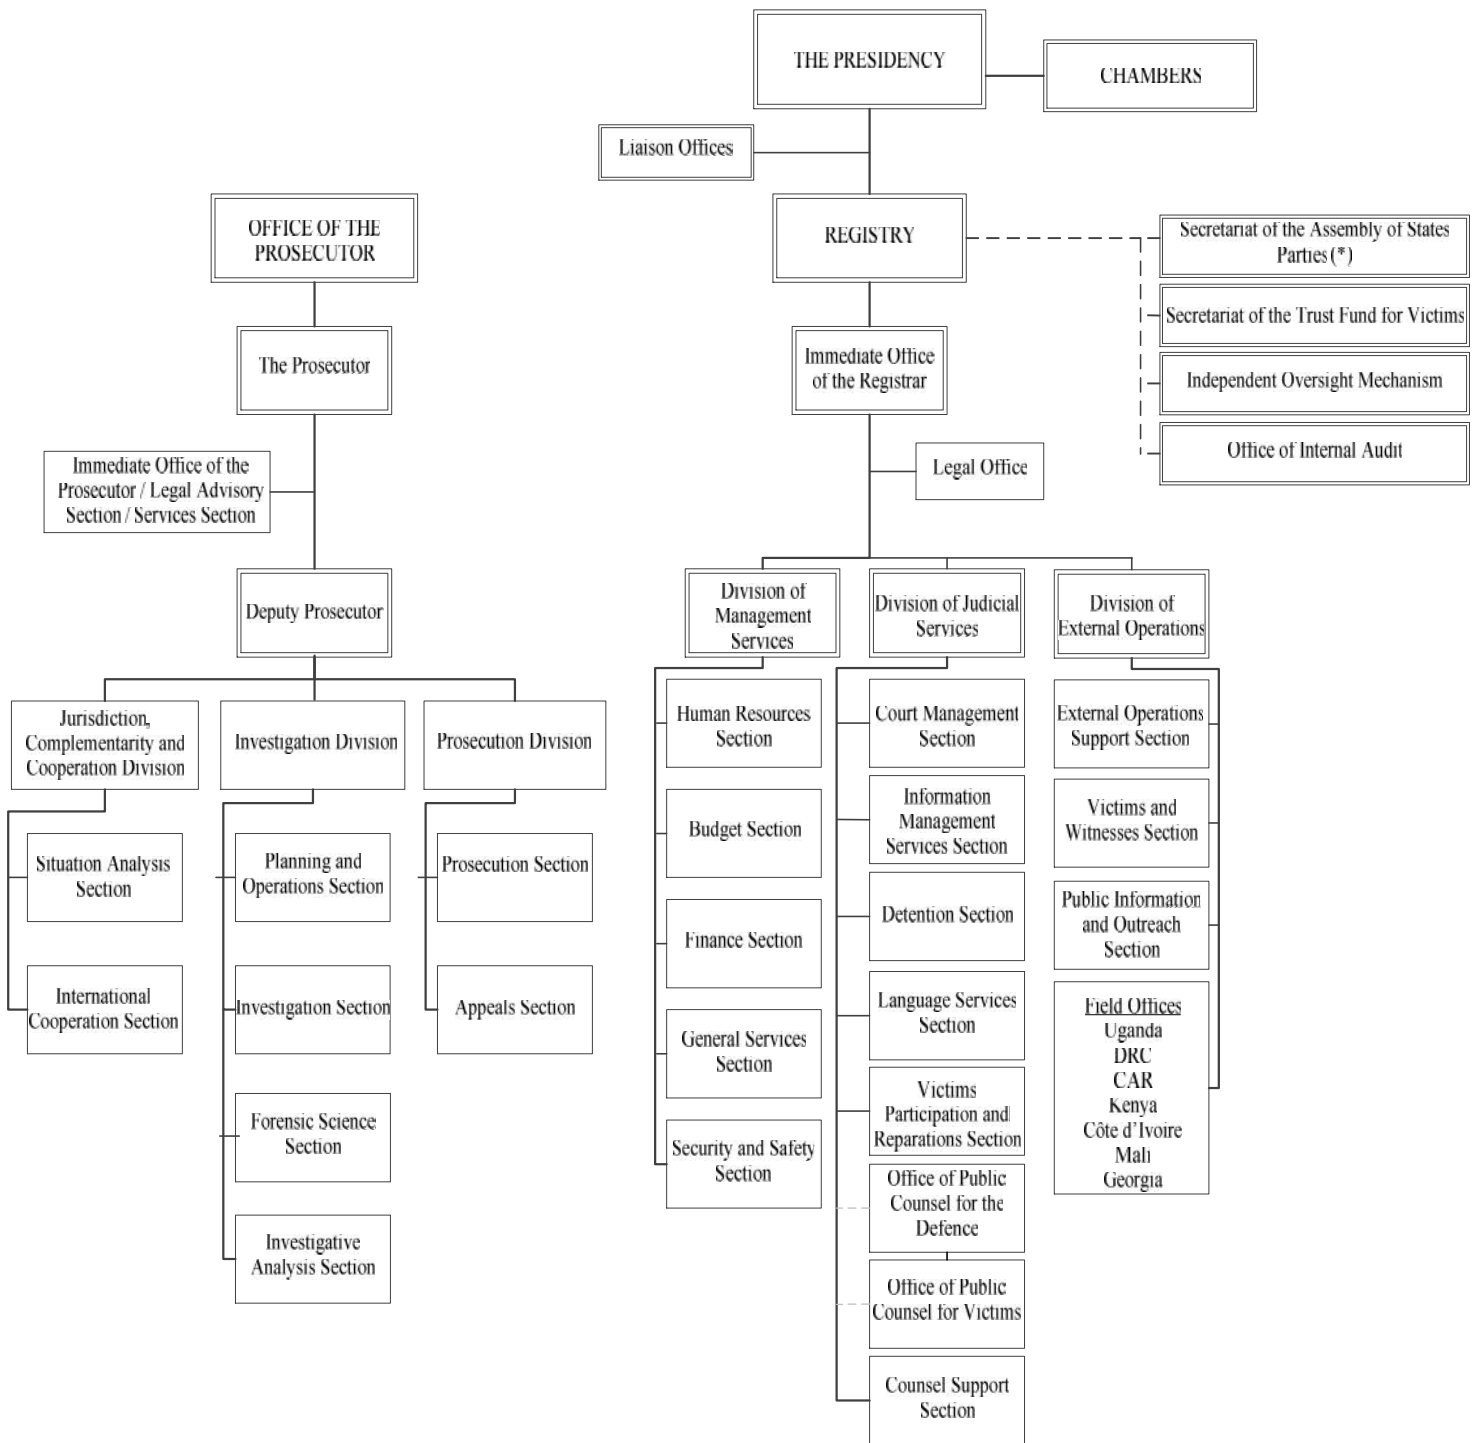 THE PRESIDENCY
CHAMBERS
Liaison Offices
OFFICE OF THE
PROSECUTOR
REGISTRY
Secretariat of the Assembly of States
Parties (*)
Secretariat of the Trust Fund for Victims
Independent Oversight Mechanism
Office of Internal Audit
The Prosecutor
Immediate Office
of the Registrar
Immediate Office of the
Prosecutor / Legal Advisory
Section / Services Section
Legal Office
Deputy Prosecutor
Division of
Management
Services
Division of Judicial
Services
Division of
External Operations
Jurisdiction,
Complementarity and
Cooperation Division
Investigation Division
Prosecution Division
Situation Analysis
Section
International
Cooperation Section
Planning and
Operations Section
Investigation Section
Forensic Science
Section
Investigative
Analysis Section
Prosecution Section
Appeals Section
Human Resources
Section
Budget Section
Finance Section
General Services
Section
Security and Safety
Section
Court Management
Section
Information
Management
Services Section
Detention Section
Language Services
Section
Victims
Participation and
Reparations Section
Office of Public
Counsel for the
Defence
Office of Public
Counsel for Victims
Counsel Support
Section
External Operations
Support Section
Victims and
Witnesses Section
Public Information
and Outreach
Section
Field Offices
Uganda
DRC
CAR
Kenya
Côte d’Ivoire
Mali
Georgia